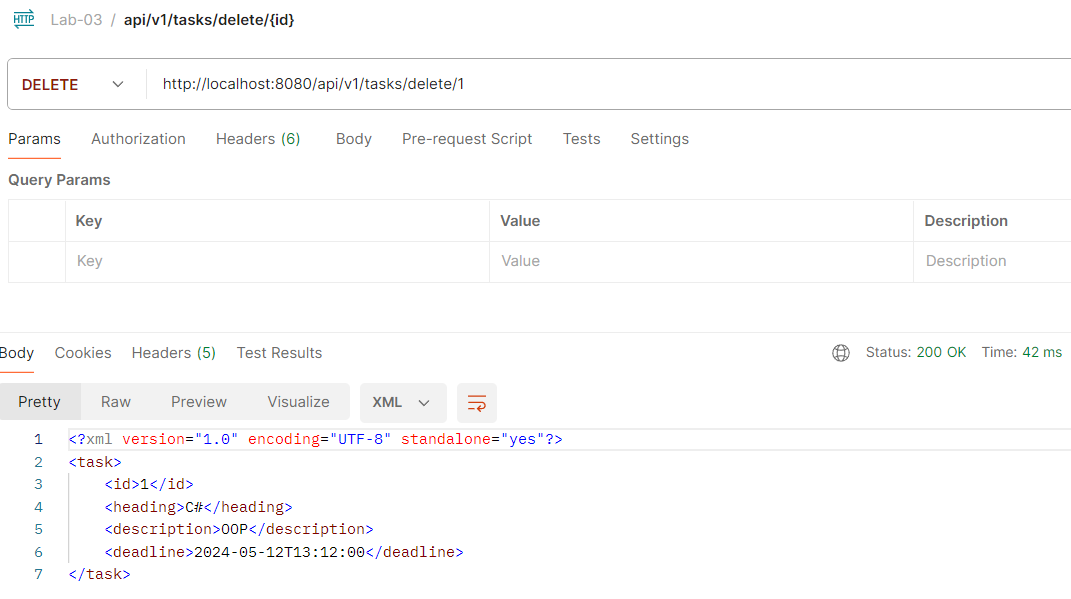 HTTP Lab-03 / api/v1/tasks/delete/{id}
DELETE http://localhost:8080/api/v1/tasks/delete/1
Params Authorization Headers (6) Body Pre-request Script Tests Settings
Query Params
Key Value Description
Key Value Description
Body Cookies Headers (5) Test Results Status: 200 OK Time: 42 ms
Pretty Raw Preview Visualize XML
1 <?xml version="1.0" encoding="UTF-8" standalone="yes"?>
2 <task>
3     <id>1</id>
4     <heading>C#</heading>
5     <description>OOP</description>
6     <deadline>2024-05-12T13:12:00</deadline>
7 </task>